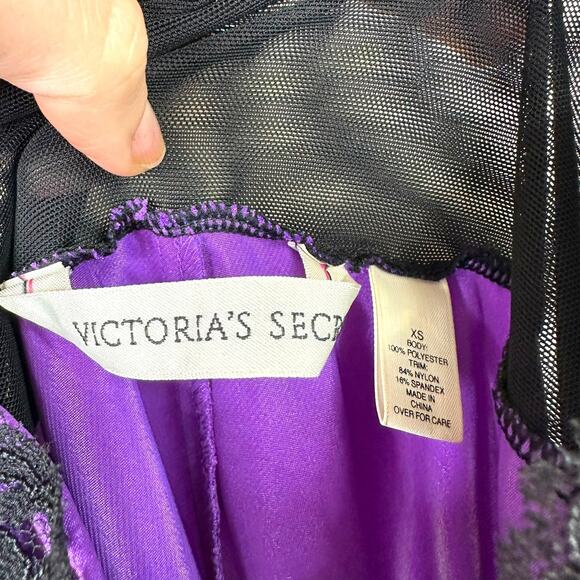 VICTORIA'S SECR
XS
BODY:
100% POLYESTER
TRIM:
84% NYLON
16% SPANDEX
MADE IN
CHINA
OVER FOR CARE